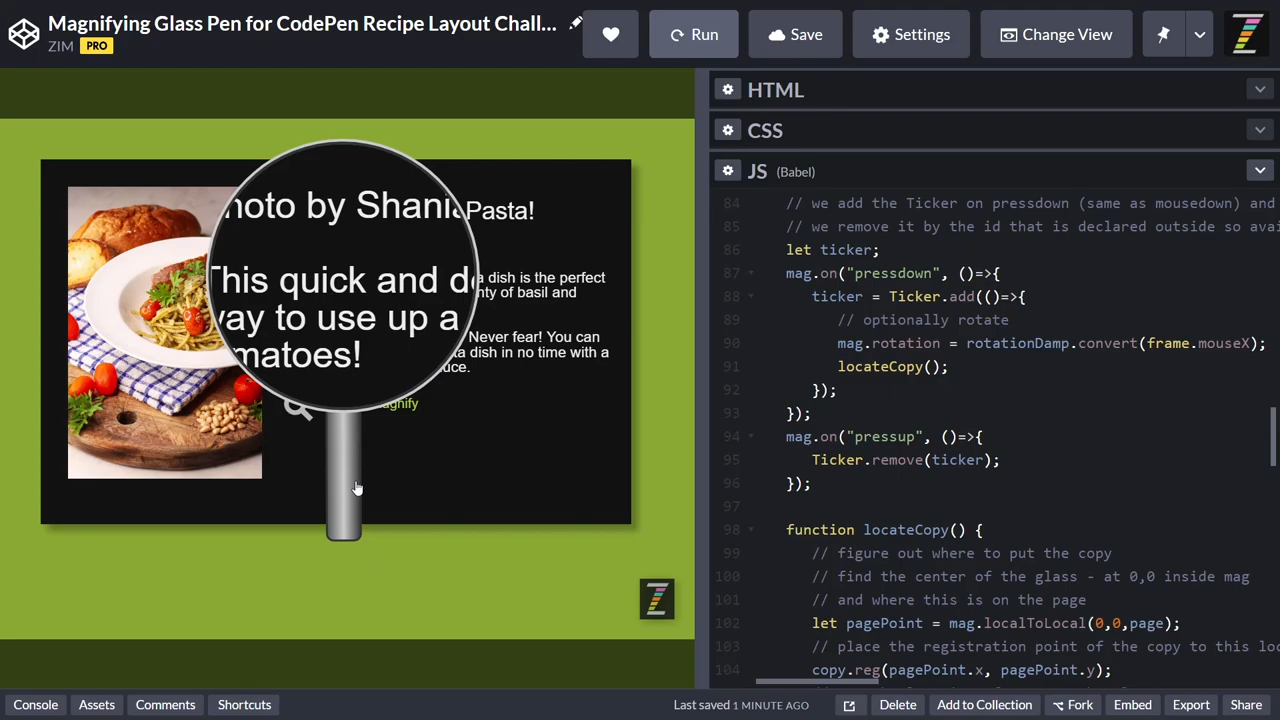 Magnifying Glass Pen for CodePen Recipe Layout Chall...
ZIM PRO
Run
Save
Settings
Change View
hoto by Shani
Pasta!
This quick and d
way to use up a
matoes!
dish is the perfect
nty of basil and
Never fear! You can
ta dish in no time with a
uce.
agnify
HTML
CSS
JS (Babel)
84 // we add the Ticker on pressdown (same as mousedown) and
85 // we remove it by the id that is declared outside so avai
86 let ticker;
87 mag.on("pressdown", ()=>{
88 ticker = Ticker.add(()=>{
89 // optionally rotate
90 mag.rotation = rotationDamp.convert(frame.mouseX);
91 locateCopy();
92 });
93 });
94 mag.on("pressup", ()=>{
95 Ticker.remove(ticker);
96 });
97
98 function locateCopy() {
99 // figure out where to put the copy
100 // find the center of the glass - at 0,0 inside mag
101 // and where this is on the page
102 let pagePoint = mag.localToLocal(0,0,page);
103 // place the registration point of the copy to this lo
104 copy.reg(pagePoint.x, pagePoint.y);
Console
Assets
Comments
Shortcuts
Last saved 1 MINUTE AGO
Delete
Add to Collection
Fork
Embed
Export
Share